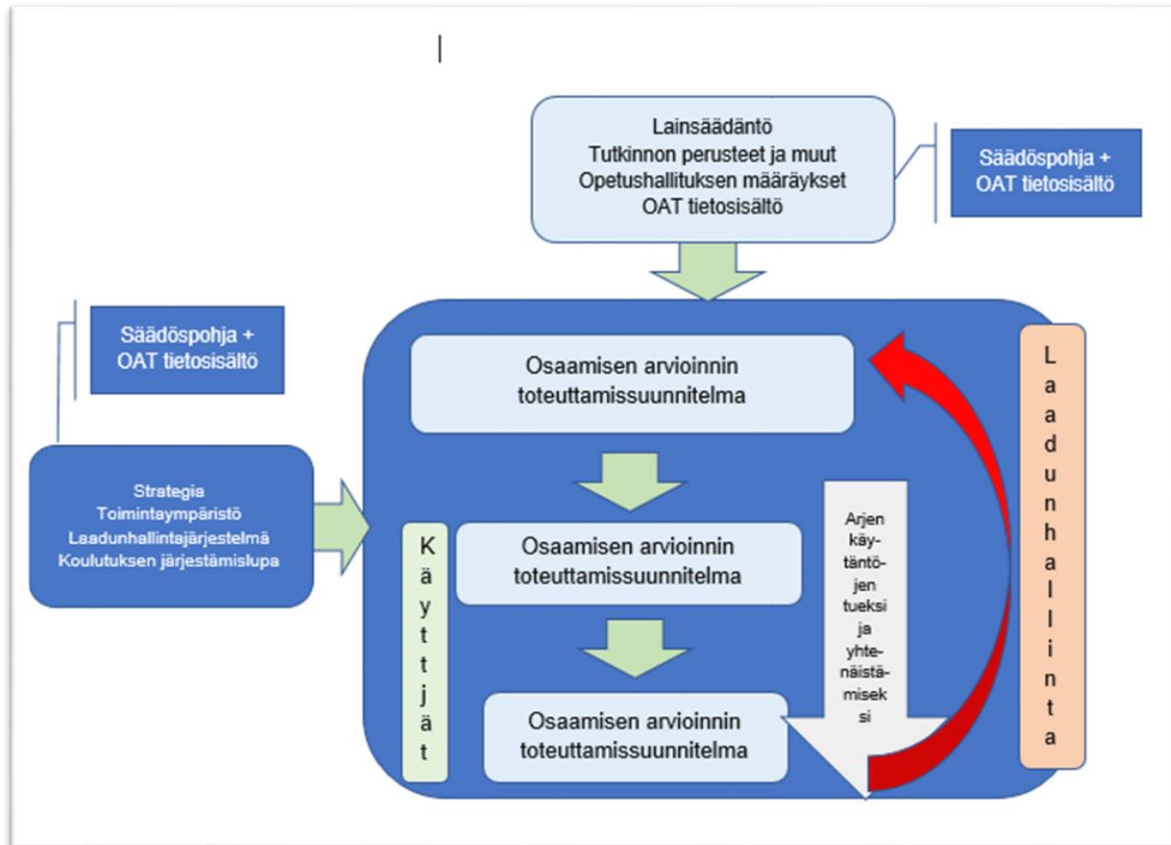 Lainsäädäntö
Tutkinnon perusteet ja muut
Opetushallituksen määräykset
OAT tietosisältö
Säädöspohja +
OAT tietosisältö
Säädöspohja +
OAT tietosisältö
Strategia
Toimintaympäristö
Laadunhallintajärjestelmä
Koulutuksen järjestämislupa
Osaamisen arvioinnin
toteuttamissuunnitelma
Osaamisen arvioinnin
toteuttamissuunnitelma
Osaamisen arvioinnin
toteuttamissuunnitelma
K
ä
y
t
t
j
ä
t
Arjen
käy-
täntö-
jen
tueksi
ja
yhte-
näistä-
misek
si
L
a
a
d
u
n
h
a
l
l
i
n
t
a